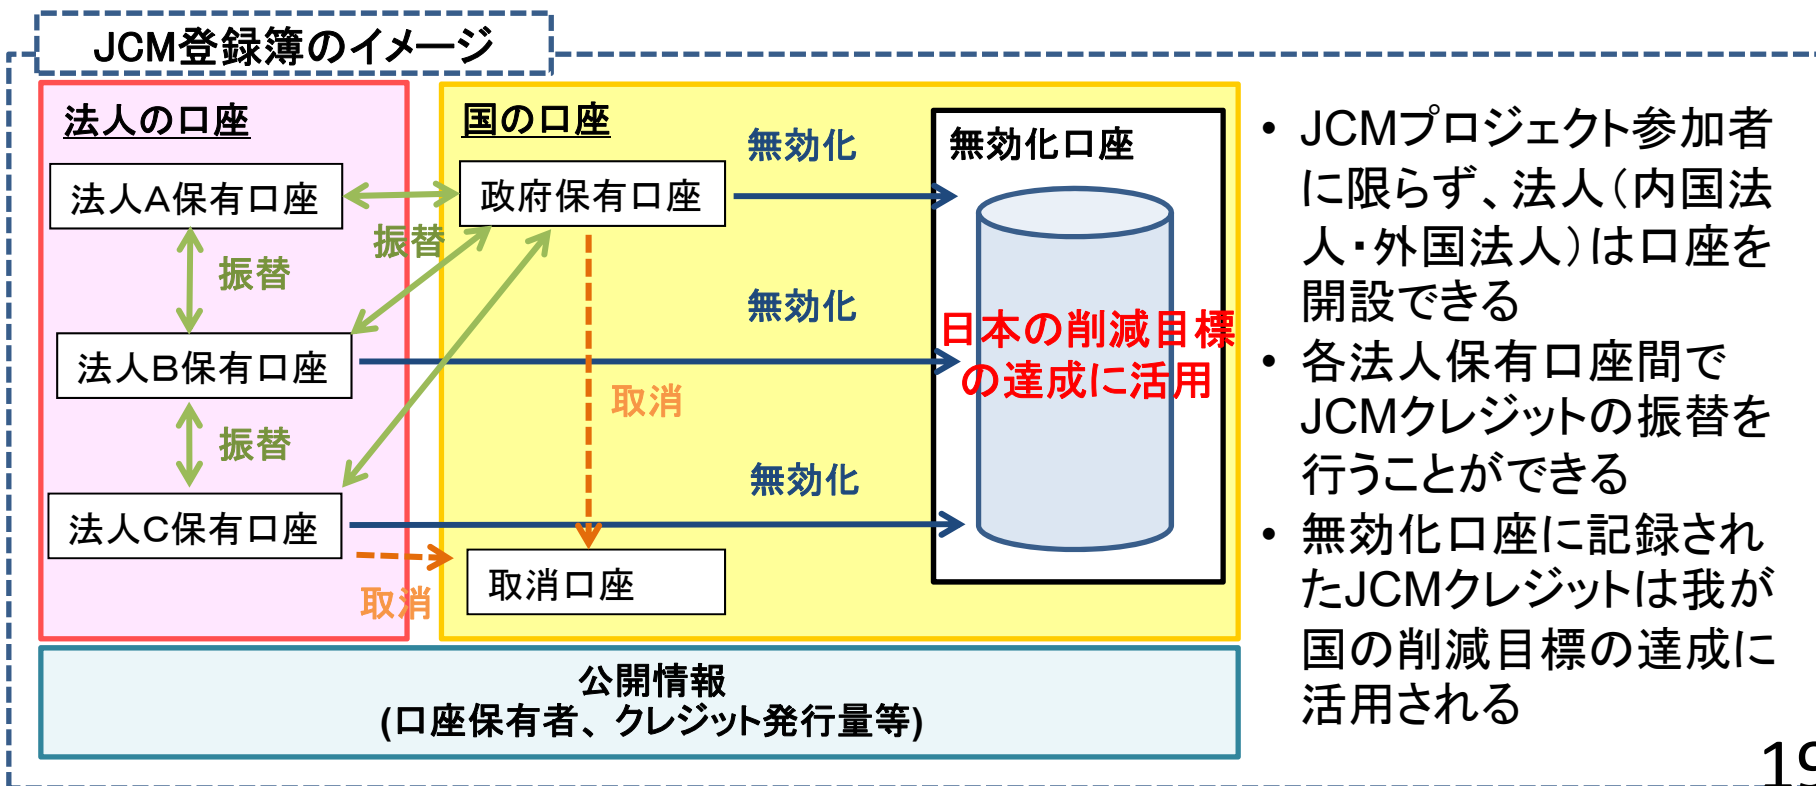 JCM登録簿のイメージ
法人の口座
国の口座
無効化
無効化口座
法人A保有口座
政府保有口座
振替
振替
無効化
法人B保有口座
日本の削減目標
の達成に活用
取消
振替
無効化
法人C保有口座
取消口座
取消
公開情報
(口座保有者、クレジット発行量等)
• JCMプロジェクト参加者
に限らず、法人（内国法
人・外国法人）は口座を
開設できる
• 各法人保有口座間で
JCMクレジットの振替を
行うことができる
• 無効化口座に記録され
たJCMクレジットは我が
国の削減目標の達成に
活用される
19